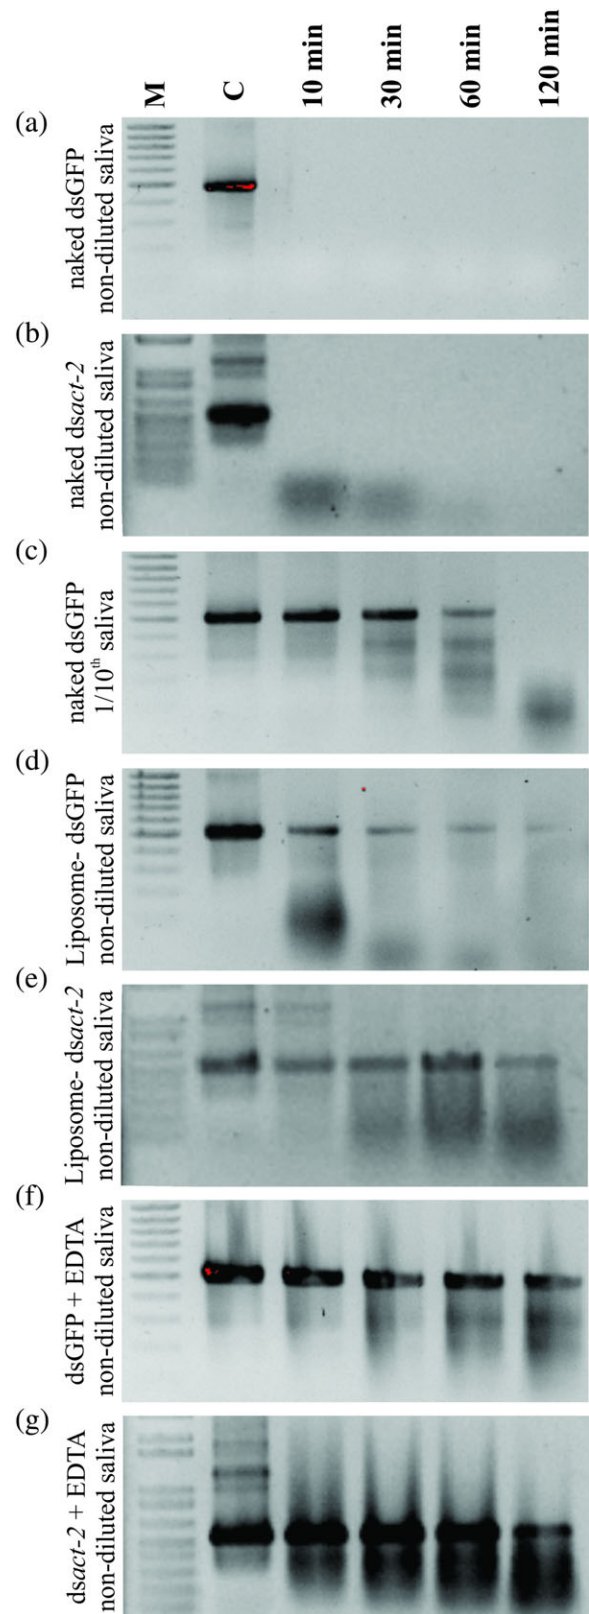 M C 10 min 30 min 60 min 120 min
(a)
naked dsGFP
non-diluted saliva
(b)
naked dsact-2
non-diluted saliva
(c)
naked dsGFP
1/10th saliva
(d)
Liposome- dsGFP
non-diluted saliva
(e)
Liposome- dsact-2
non-diluted saliva
(f)
dsGFP + EDTA
non-diluted saliva
(g)
dsact-2 + EDTA
non-diluted saliva